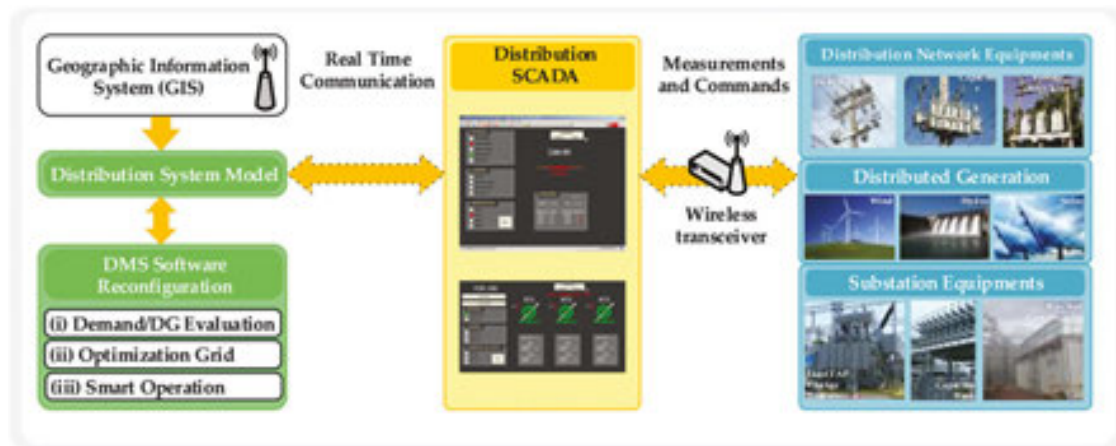 Geographic Information
System (GIS)
Distribution System Model
DMS Software
Reconfiguration
(i) Demand/DG Evaluation
(ii) Optimization Grid
(iii) Smart Operation
Real Time
Communication
Distribution
SCADA
Measurements
and Commands
Wireless
transceiver
Distribution Network Equipments
Distributed Generation
Wind
Substation Equipments